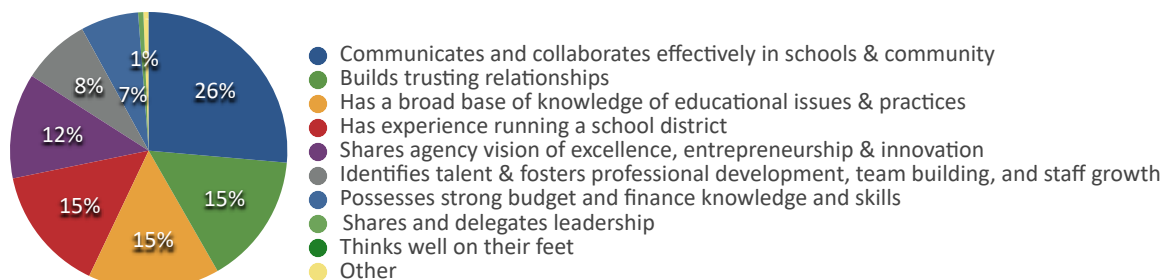 1%
26%
8%
7%
12%
15%
15%
15%
Communicates and collaborates effectively in schools & community
Builds trusting relationships
Has a broad base of knowledge of educational issues & practices
Has experience running a school district
Shares agency vision of excellence, entrepreneurship & innovation
Identifies talent & fosters professional development, team building, and staff growth
Possesses strong budget and finance knowledge and skills
Shares and delegates leadership
Thinks well on their feet
Other